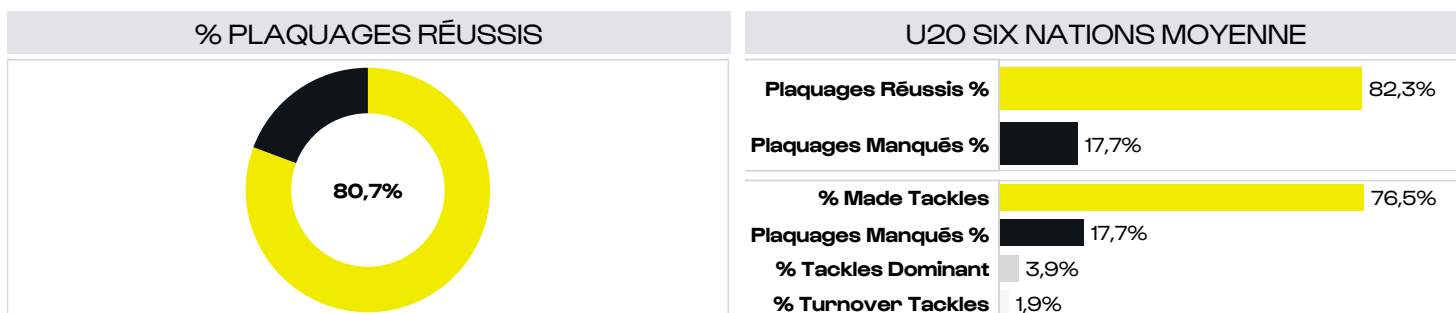 % PLAQUAGES RÉUSSIS
80,7%
U20 SIX NATIONS MOYENNE
Plaquages Réussis % 82,3%
Plaquages Manqués % 17,7%
% Made Tackles 76,5%
Plaquages Manqués % 17,7%
% Tackles Dominant 3,9%
% Turnover Tackles 1,9%